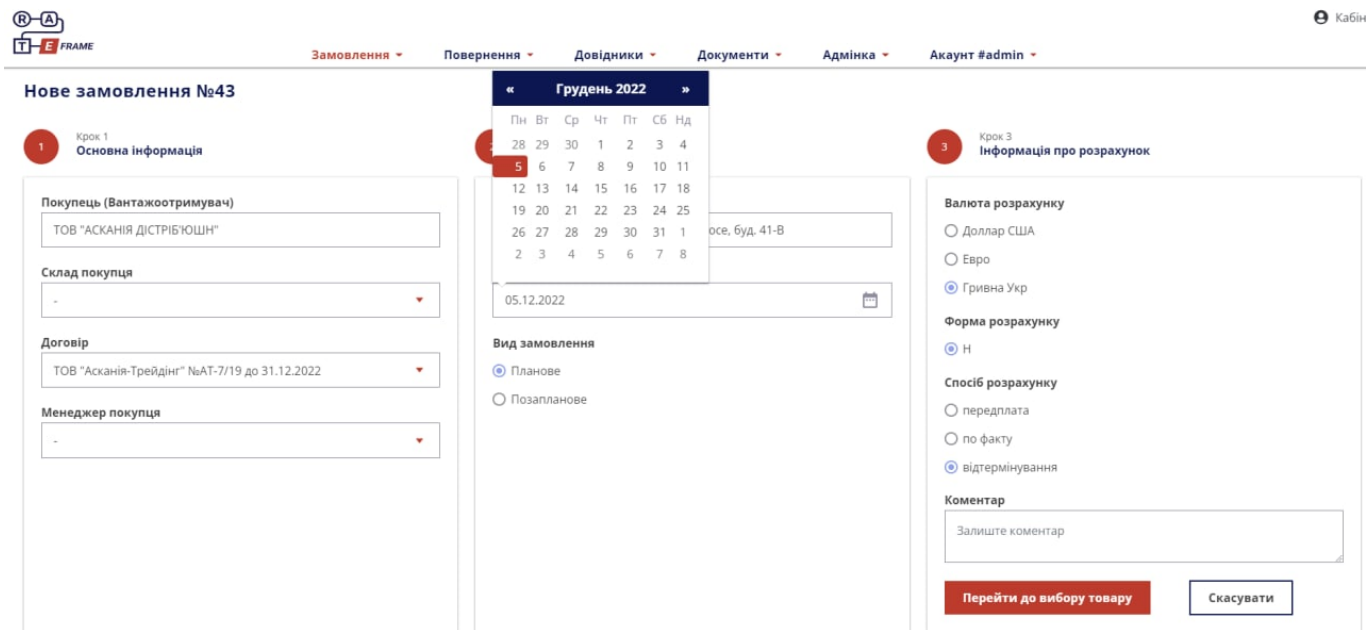 R A
T E FRAME
Кабін
Замовлення Повернення Довідники Документи Адмінка Акаунт #admin
Нове замовлення №43
1
Крок 1
Основна інформація
Покупець (Вантажоотримувач)
ТОВ "АСКАНІЯ ДІСТРІБ'ЮШН"
Склад покупця
-
Договір
ТОВ "Асканія-Трейдінг" №АТ-7/19 до 31.12.2022
Менеджер покупця
-
« Грудень 2022 »
Пн Вт Ср Чт Пт Сб Нд
28 29 30 1 2 3 4
5 6 7 8 9 10 11
12 13 14 15 16 17 18
19 20 21 22 23 24 25
26 27 28 29 30 31 1
2 3 4 5 6 7 8
осе, буд. 41-В
05.12.2022
Вид замовлення
Планове
Позапланове
3
Крок 3
Інформація про розрахунок
Валюта розрахунку
Доллар США
Евро
Гривна Укр
Форма розрахунку
Н
Спосіб розрахунку
передплата
по факту
відтермінування
Коментар
Залиште коментар
Перейти до вибору товару
Скасувати